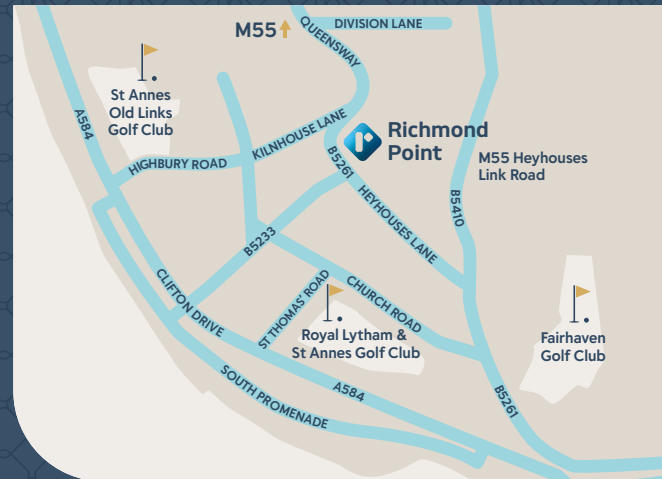 M55
QUEENSWAY
DIVISION LANE
St Annes
Old Links
Golf Club
A584
HIGHBURY ROAD
KILNHOUSE LANE
Richmond
Point
B5261
M55 Heyhouses
Link Road
HEYHOUSES LANE
B5410
B5233
CLIFTON DRIVE
ST THOMAS' ROAD
CHURCH ROAD
Royal Lytham &
St Annes Golf Club
Fairhaven
Golf Club
SOUTH PROMENADE
A584
B5261